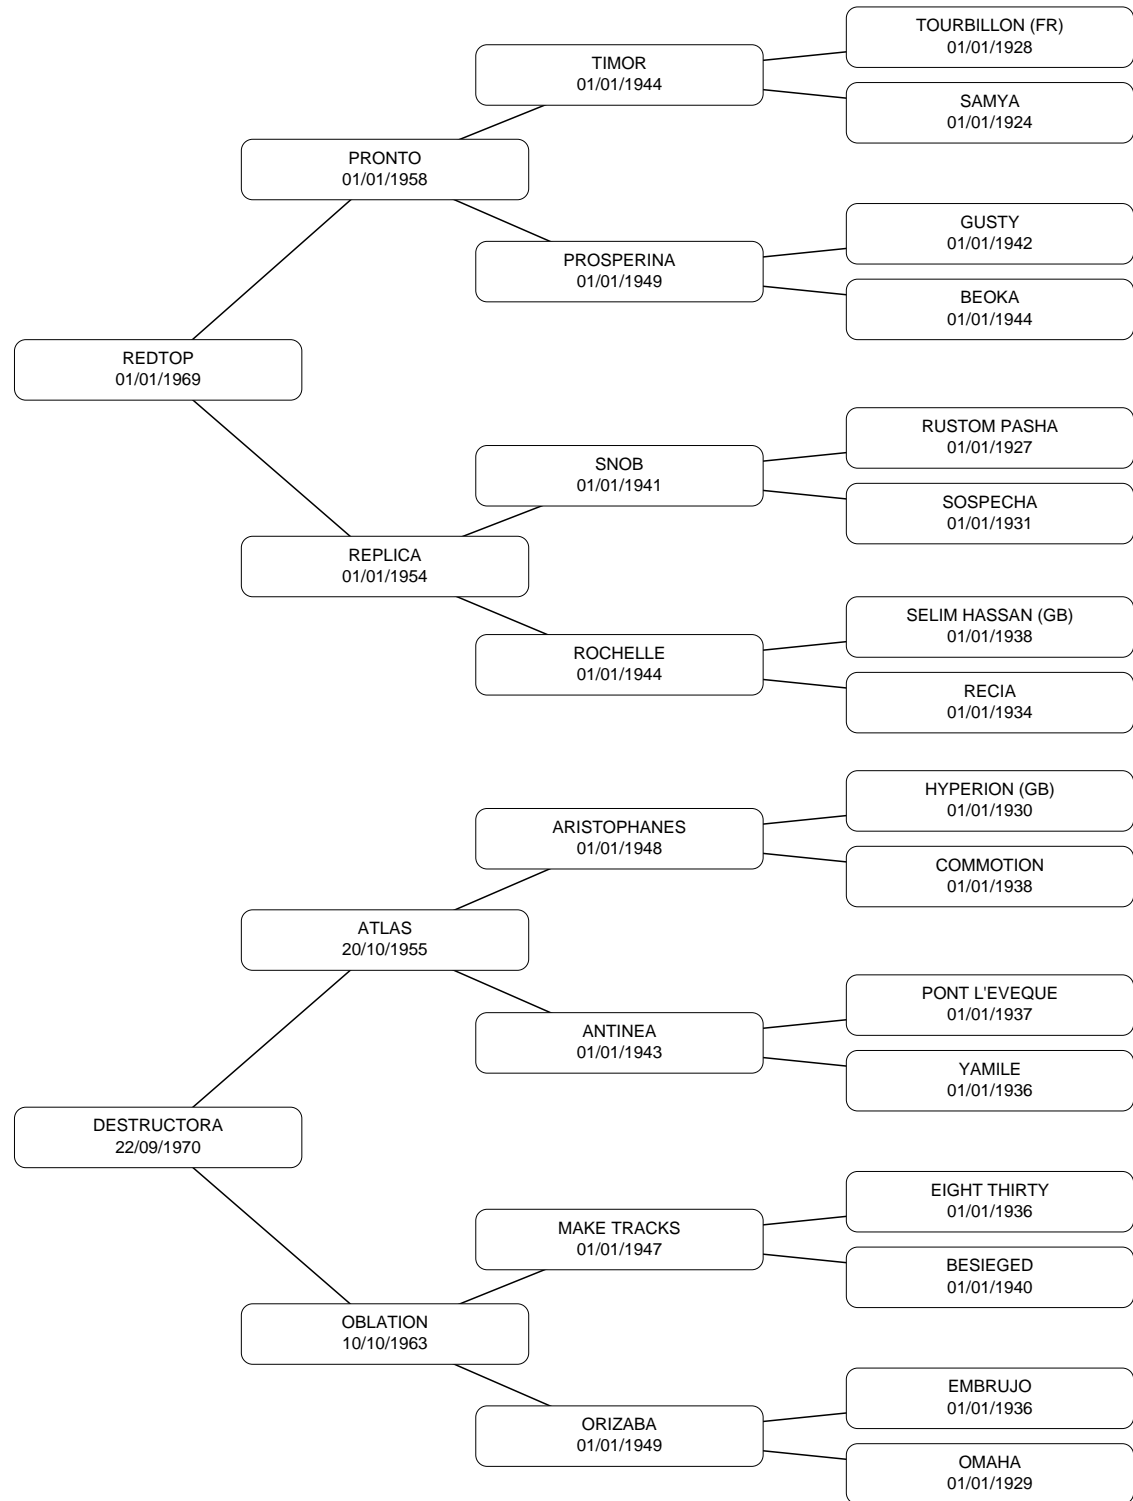 TOURBILLON (FR)
01/01/1928
TIMOR
01/01/1944
SAMYA
01/01/1924
PRONTO
01/01/1958
GUSTY
01/01/1942
PROSPERINA
01/01/1949
BEOKA
01/01/1944
REDTOP
01/01/1969
RUSTOM PASHA
01/01/1927
SNOB
01/01/1941
SOSPECHA
01/01/1931
REPLICA
01/01/1954
SELIM HASSAN (GB)
01/01/1938
ROCHELLE
01/01/1944
RECIA
01/01/1934
HYPERION (GB)
01/01/1930
ARISTOPHANES
01/01/1948
COMMOTION
01/01/1938
ATLAS
20/10/1955
PONT L'EVEQUE
01/01/1937
ANTINEA
01/01/1943
YAMILE
01/01/1936
DESTRUCTORA
22/09/1970
EIGHT THIRTY
01/01/1936
MAKE TRACKS
01/01/1947
BESIEGED
01/01/1940
OBLATION
10/10/1963
EMBRUJO
01/01/1936
ORIZABA
01/01/1949
OMAHA
01/01/1929